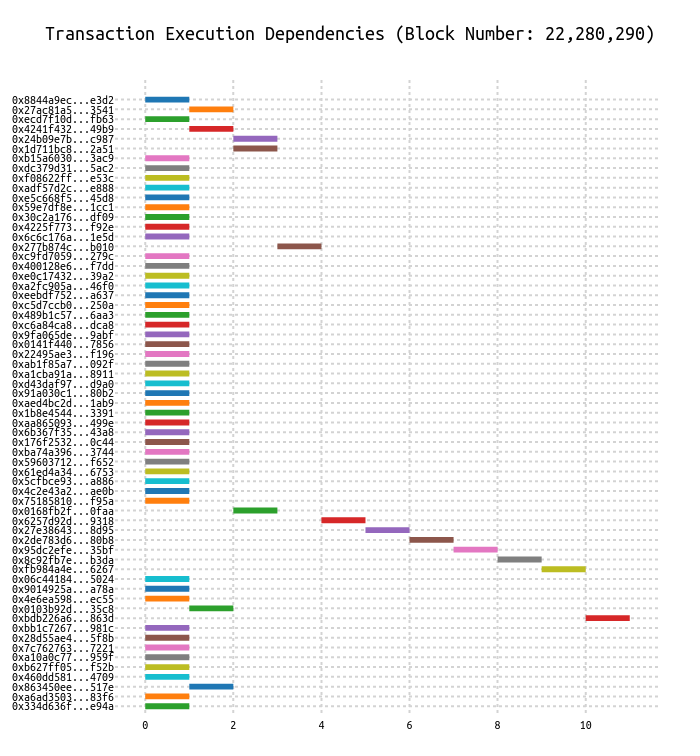 Transaction Execution Dependencies (Block Number: 22,280,290)
0x8844a9ec...e3d2
0x27ac81a5...3541
0xecd7f10d...fb63
0x4241f432...49b9
0x24b09e7b...c987
0x1d711bc8...2a51
0xb15a6030...3ac9
0xdc379d31...5ac2
0xf08622ff...e53c
0xadf57d2c...e888
0xe5c668f5...45d8
0x59e7df8e...1cc1
0x30c2a176...df09
0x4225f773...f92e
0x6c6c176a...1e5d
0x277b874c...b010
0xc9fd7059...279c
0x400128e6...f7dd
0xe0c17432...39a2
0xa2fc905a...46f0
0xeebdf752...a637
0xc5d7ccb0...250a
0x489b1c57...6aa3
0xc6a84ca8...dca8
0x9fa065de...9abf
0x0141f440...7856
0x22495ae3...f196
0xab1f85a7...092f
0xa1cba91a...8911
0xd43daf97...d9a0
0x91a030c1...80b2
0xaed4bc2d...1ab9
0x1b8e4544...3391
0xaa865093...499e
0x6b367f35...43a8
0x176f2532...0c44
0xba74a396...3744
0x59603712...f652
0x61ed4a34...6753
0x5cfbce93...a886
0x4c2e43a2...ae0b
0x75185810...f95a
0x0168fb2f...0faa
0x6257d92d...9318
0x27e38643...8d95
0x2de783d6...80b8
0x95dc2efe...35bf
0x8c92fb7e...b3da
0xfb984a4e...6267
0x06c44184...5024
0x9014925a...a78a
0x4e6ea598...ec55
0x0103b92d...35c8
0xbdb226a6...863d
0xbb1c7267...981c
0x28d55ae4...5f8b
0x7c762763...7221
0xa10a0c77...959f
0xb627ff05...f52b
0x460dd581...4709
0x863450ee...517e
0xa6ad3503...83f6
0x334d636f...e94a
0 2 4 6 8 10